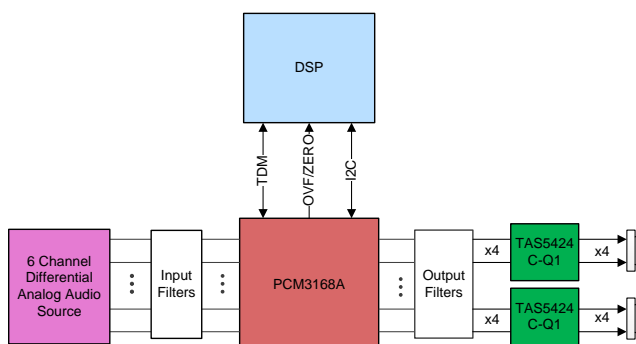 DSP
TDM
OVF/ZERO
I2C
6 Channel
Differential
Analog Audio
Source
Input
Filters
PCM3168A
Output
Filters
x4
TAS5424
C-Q1
x4
x4
TAS5424
C-Q1
x4